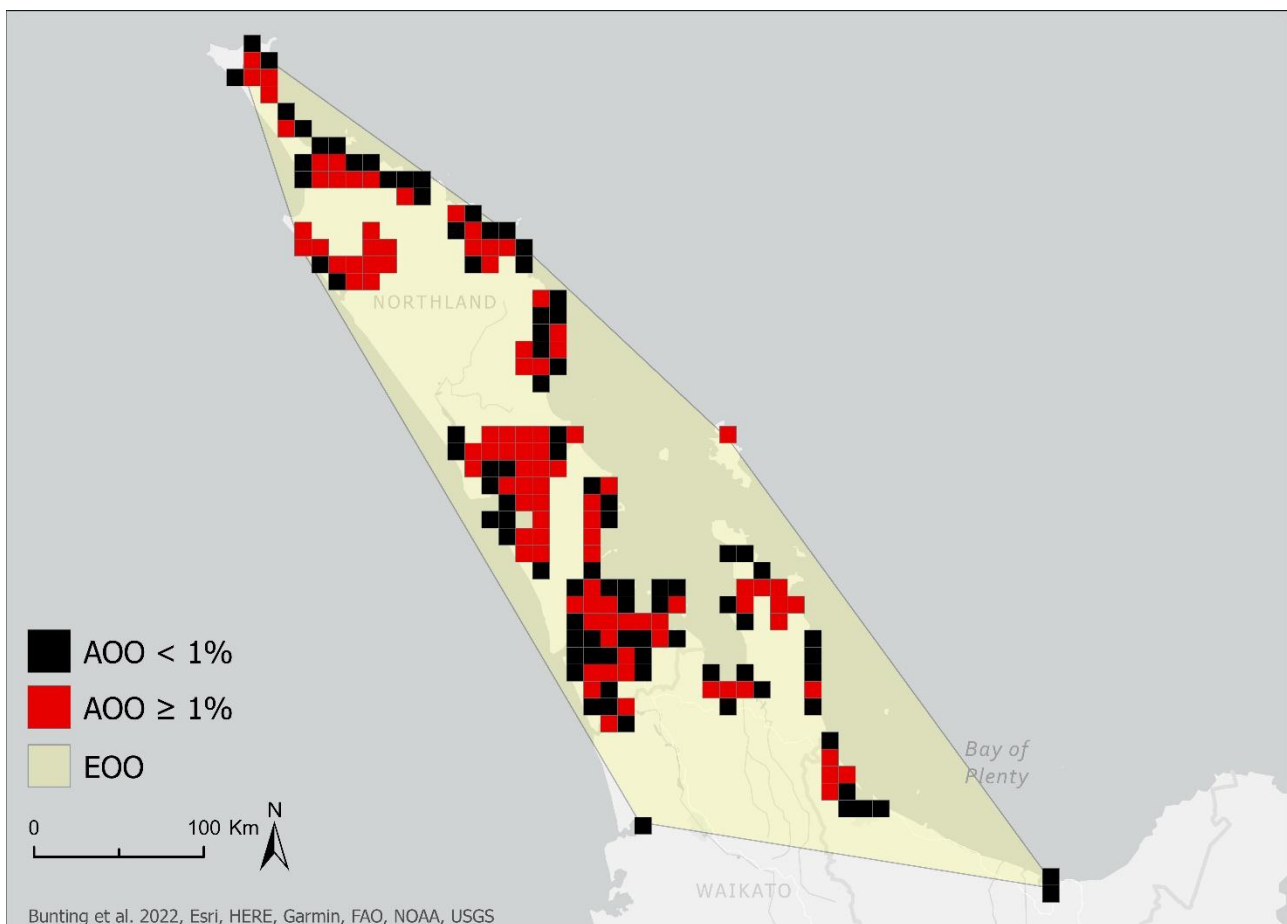 NORTHLAND
AOO < 1%
AOO ≥ 1%
EOO
Bay of
Plenty
N
0 100 Km
WAIKATO
Bunting et al. 2022, Esri, HERE, Garmin, FAO, NOAA, USGS